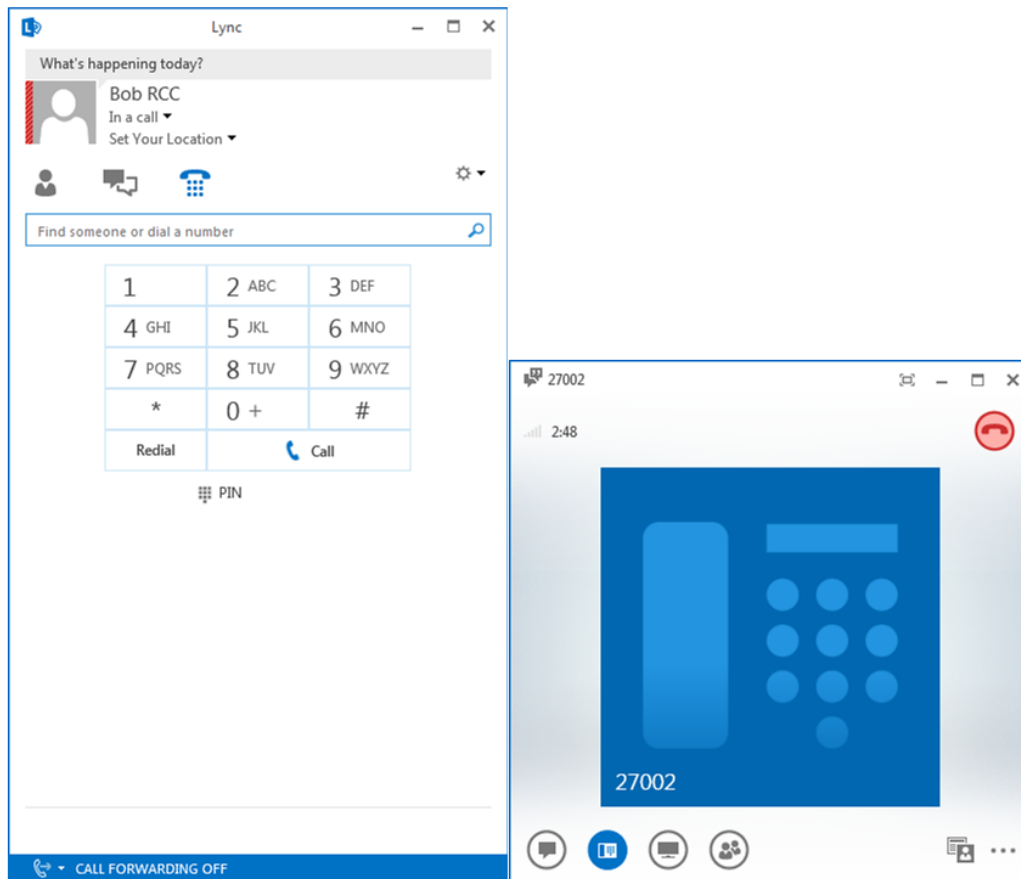 Lync
What's happening today?
Bob RCC
In a call
Set Your Location
Find someone or dial a number
1 2 ABC 3 DEF
4 GHI 5 JKL 6 MNO
7 PQRS 8 TUV 9 WXYZ
* 0 + #
Redial Call
PIN
CALL FORWARDING OFF
27002
2:48
27002